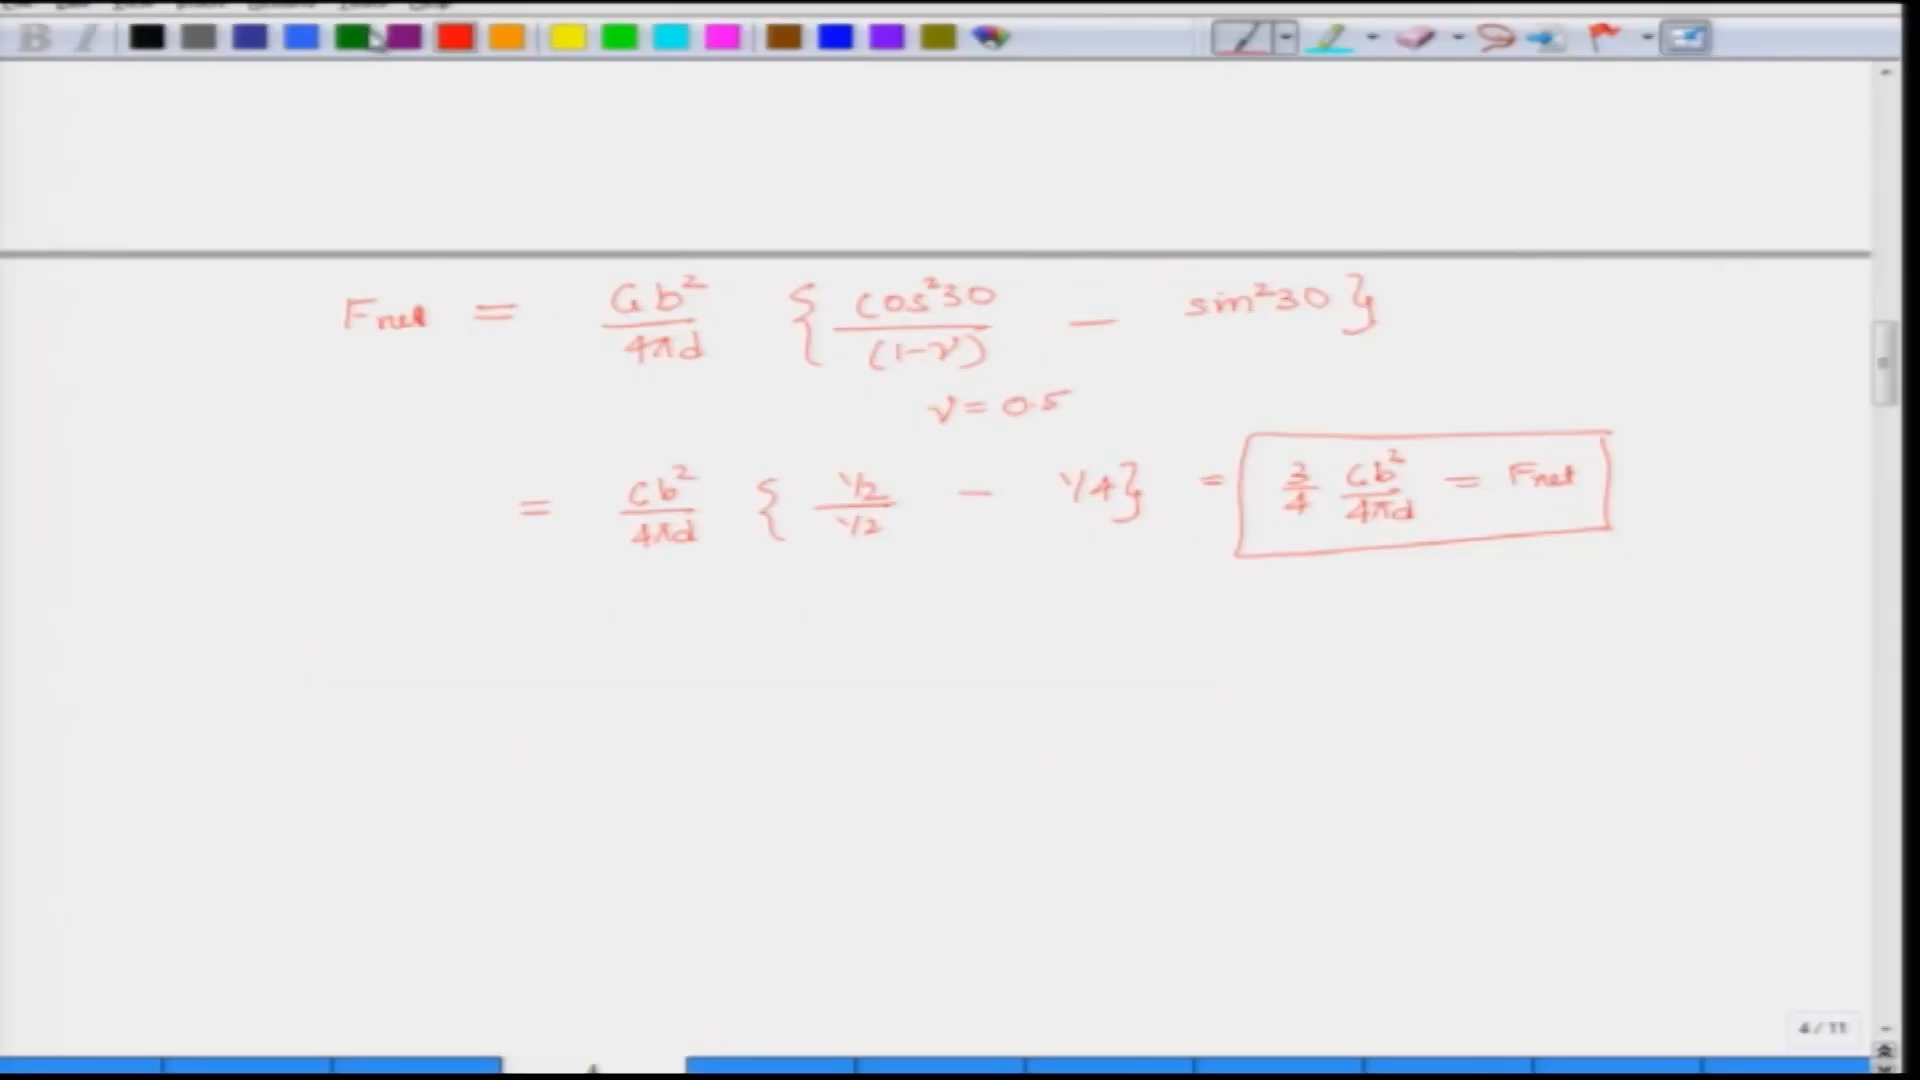 B I
Fnet = Gb²/4πd { cos²30/(1-ν) - sin²30 }
ν = 0.5
= Gb²/4πd { 1/2 / 1/2 - 1/4 } = 3/4 Gb²/4πd = Fnet
4 / 11
4